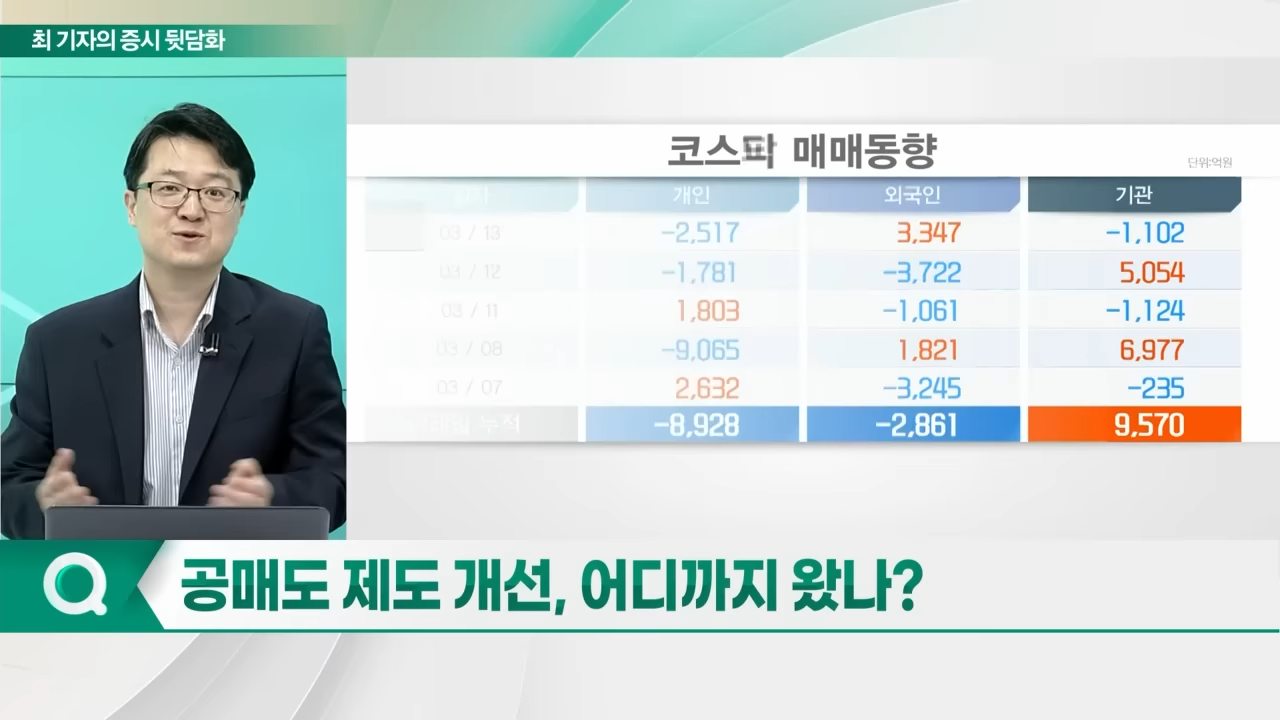 최 기자의 증시 뒷담화
코스피 매매동향
단위:억원
개인 외국인 기관
03 / 13 -2,517 3,347 -1,102
03 / 12 -1,781 -3,722 5,054
03 / 11 1,803 -1,061 -1,124
03 / 08 -9,065 1,821 6,977
03 / 07 2,632 -3,245 -235
누적 -8,928 -2,861 9,570
공매도 제도 개선, 어디까지 왔나?